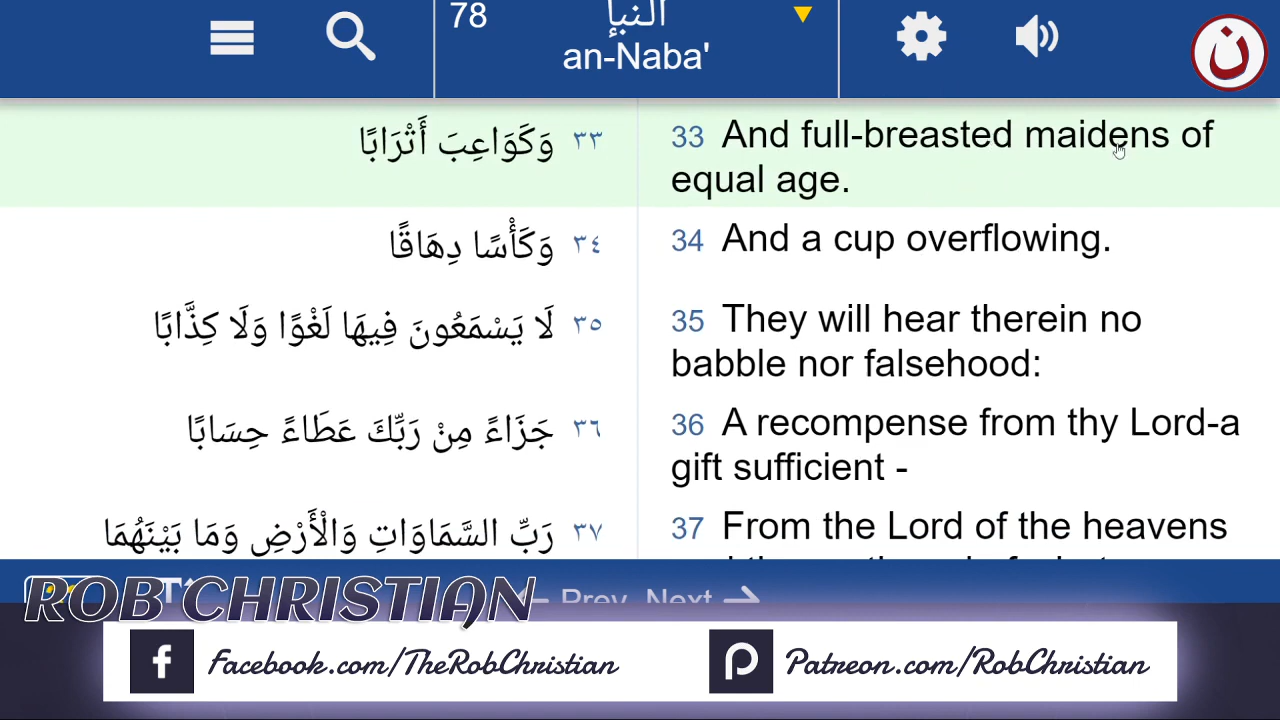 78
النبإ
an-Naba'
ن
وَكَوَاعِبَ أَتْرَابًا ٣٣
33 And full-breasted maidens of
equal age.
وَكَأْسًا دِهَاقًا ٣٤
34 And a cup overflowing.
لَا يَسْمَعُونَ فِيهَا لَغْوًا وَلَا كِذَّابًا ٣٥
35 They will hear therein no
babble nor falsehood:
جَزَاءً مِنْ رَبِّكَ عَطَاءً حِسَابًا ٣٦
36 A recompense from thy Lord-a
gift sufficient -
رَبِّ السَّمَاوَاتِ وَالْأَرْضِ وَمَا بَيْنَهُمَا ٣٧
37 From the Lord of the heavens
ROB CHRISTIAN
← Prev Next →
Facebook.com/TheRobChristian
Patreon.com/RobChristian